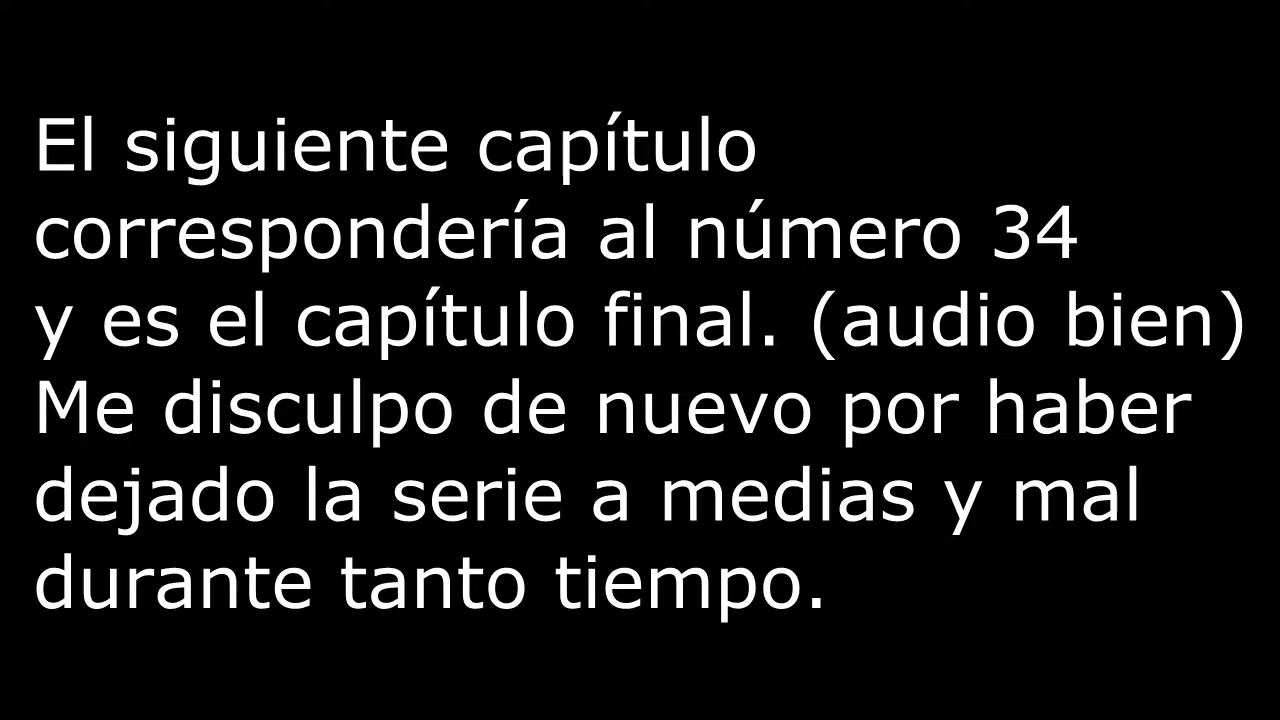 El siguiente capítulo
correspondería al número 34
y es el capítulo final. (audio bien)
Me disculpo de nuevo por haber
dejado la serie a medias y mal
durante tanto tiempo.